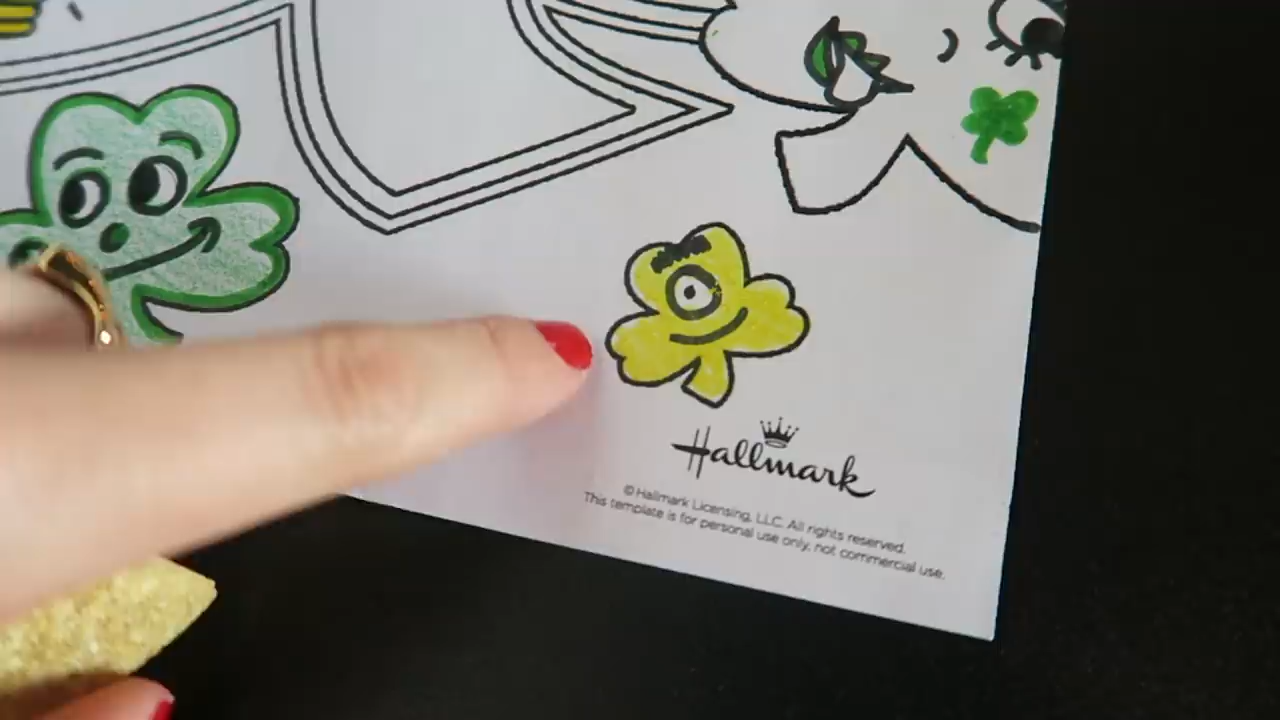 Hallmark
© Hallmark Licensing, LLC. All rights reserved.
This template is for personal use only, not commercial use.